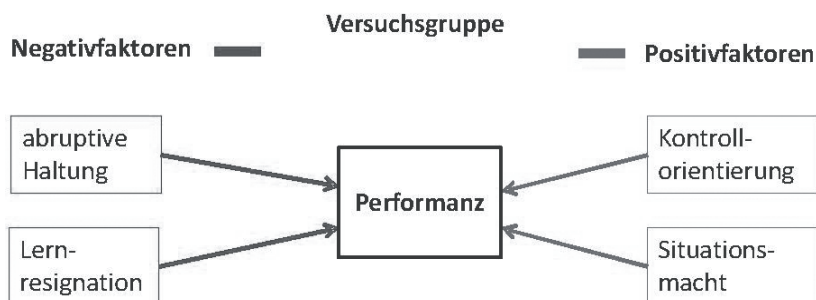 Versuchsgruppe
Negativfaktoren
Positivfaktoren
abruptive
Haltung
Lern-
resignation
Performanz
Kontroll-
orientierung
Situations-
macht